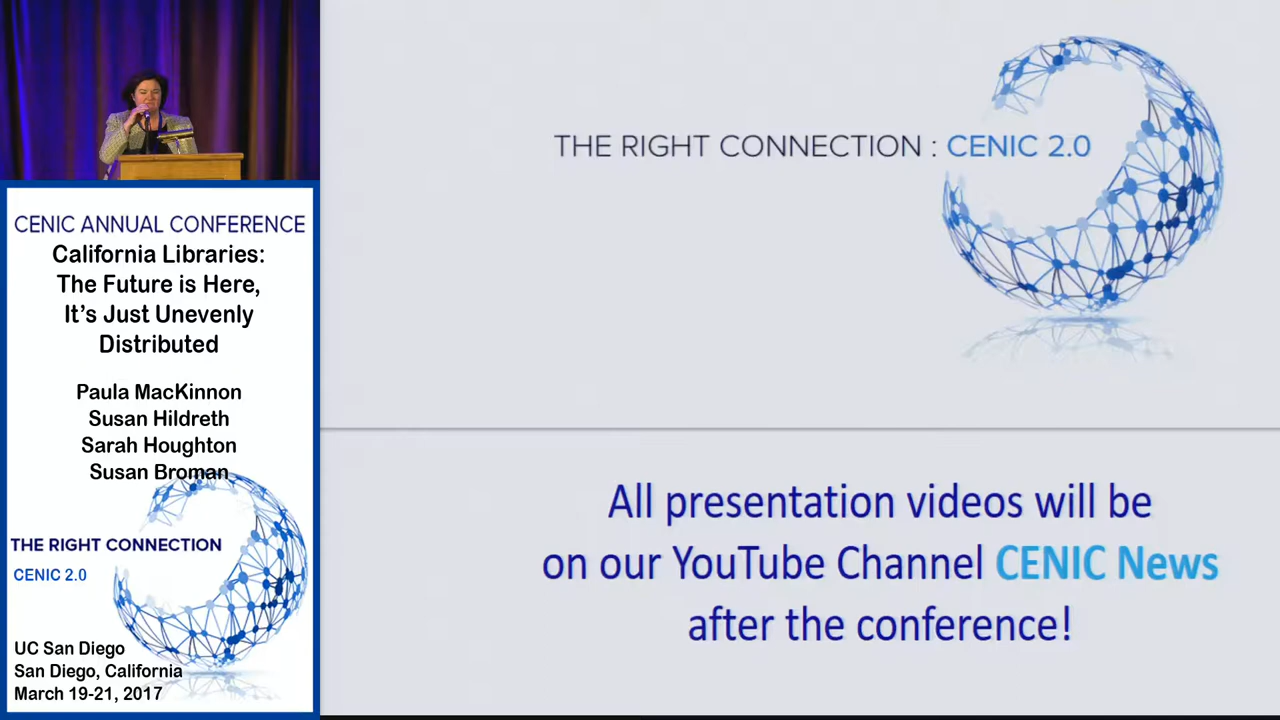 CENIC ANNUAL CONFERENCE
California Libraries:
The Future is Here,
It's Just Unevenly
Distributed
Paula MacKinnon
Susan Hildreth
Sarah Houghton
Susan Broman
THE RIGHT CONNECTION
CENIC 2.0
UC San Diego
San Diego, California
March 19-21, 2017
THE RIGHT CONNECTION : CENIC 2.0
All presentation videos will be
on our YouTube Channel CENIC News
after the conference!